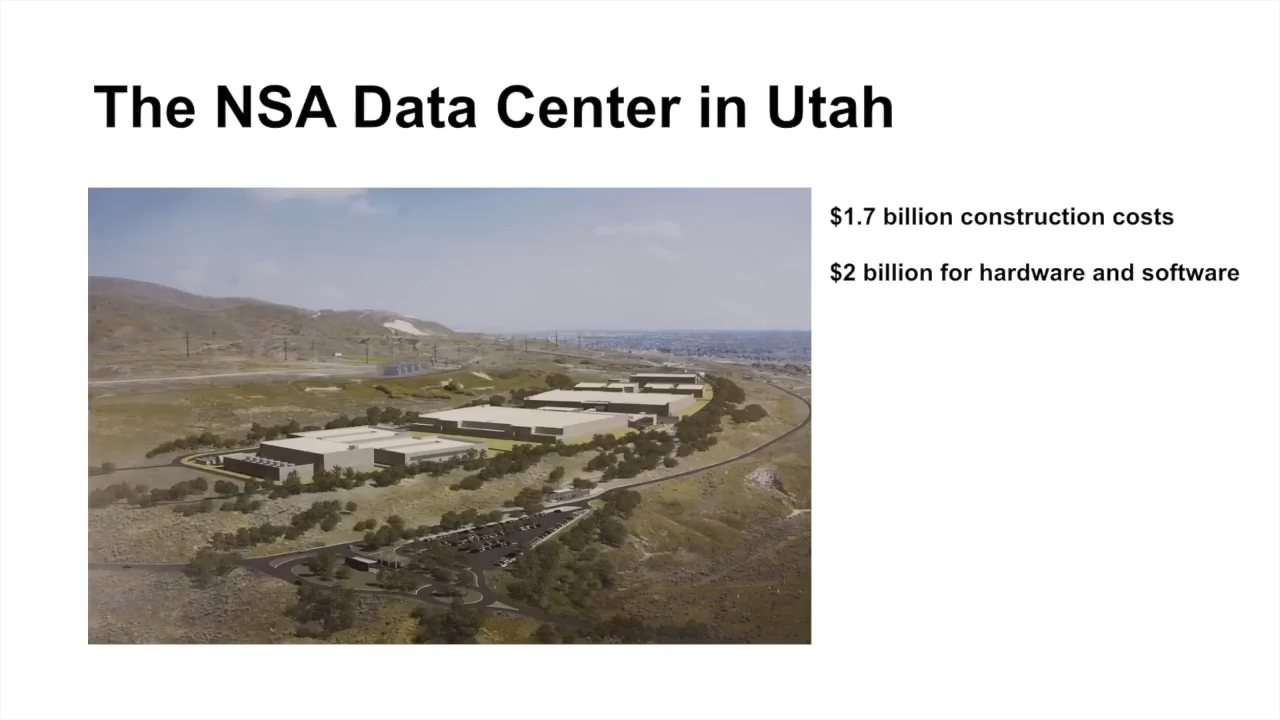 The NSA Data Center in Utah
$1.7 billion construction costs
$2 billion for hardware and software